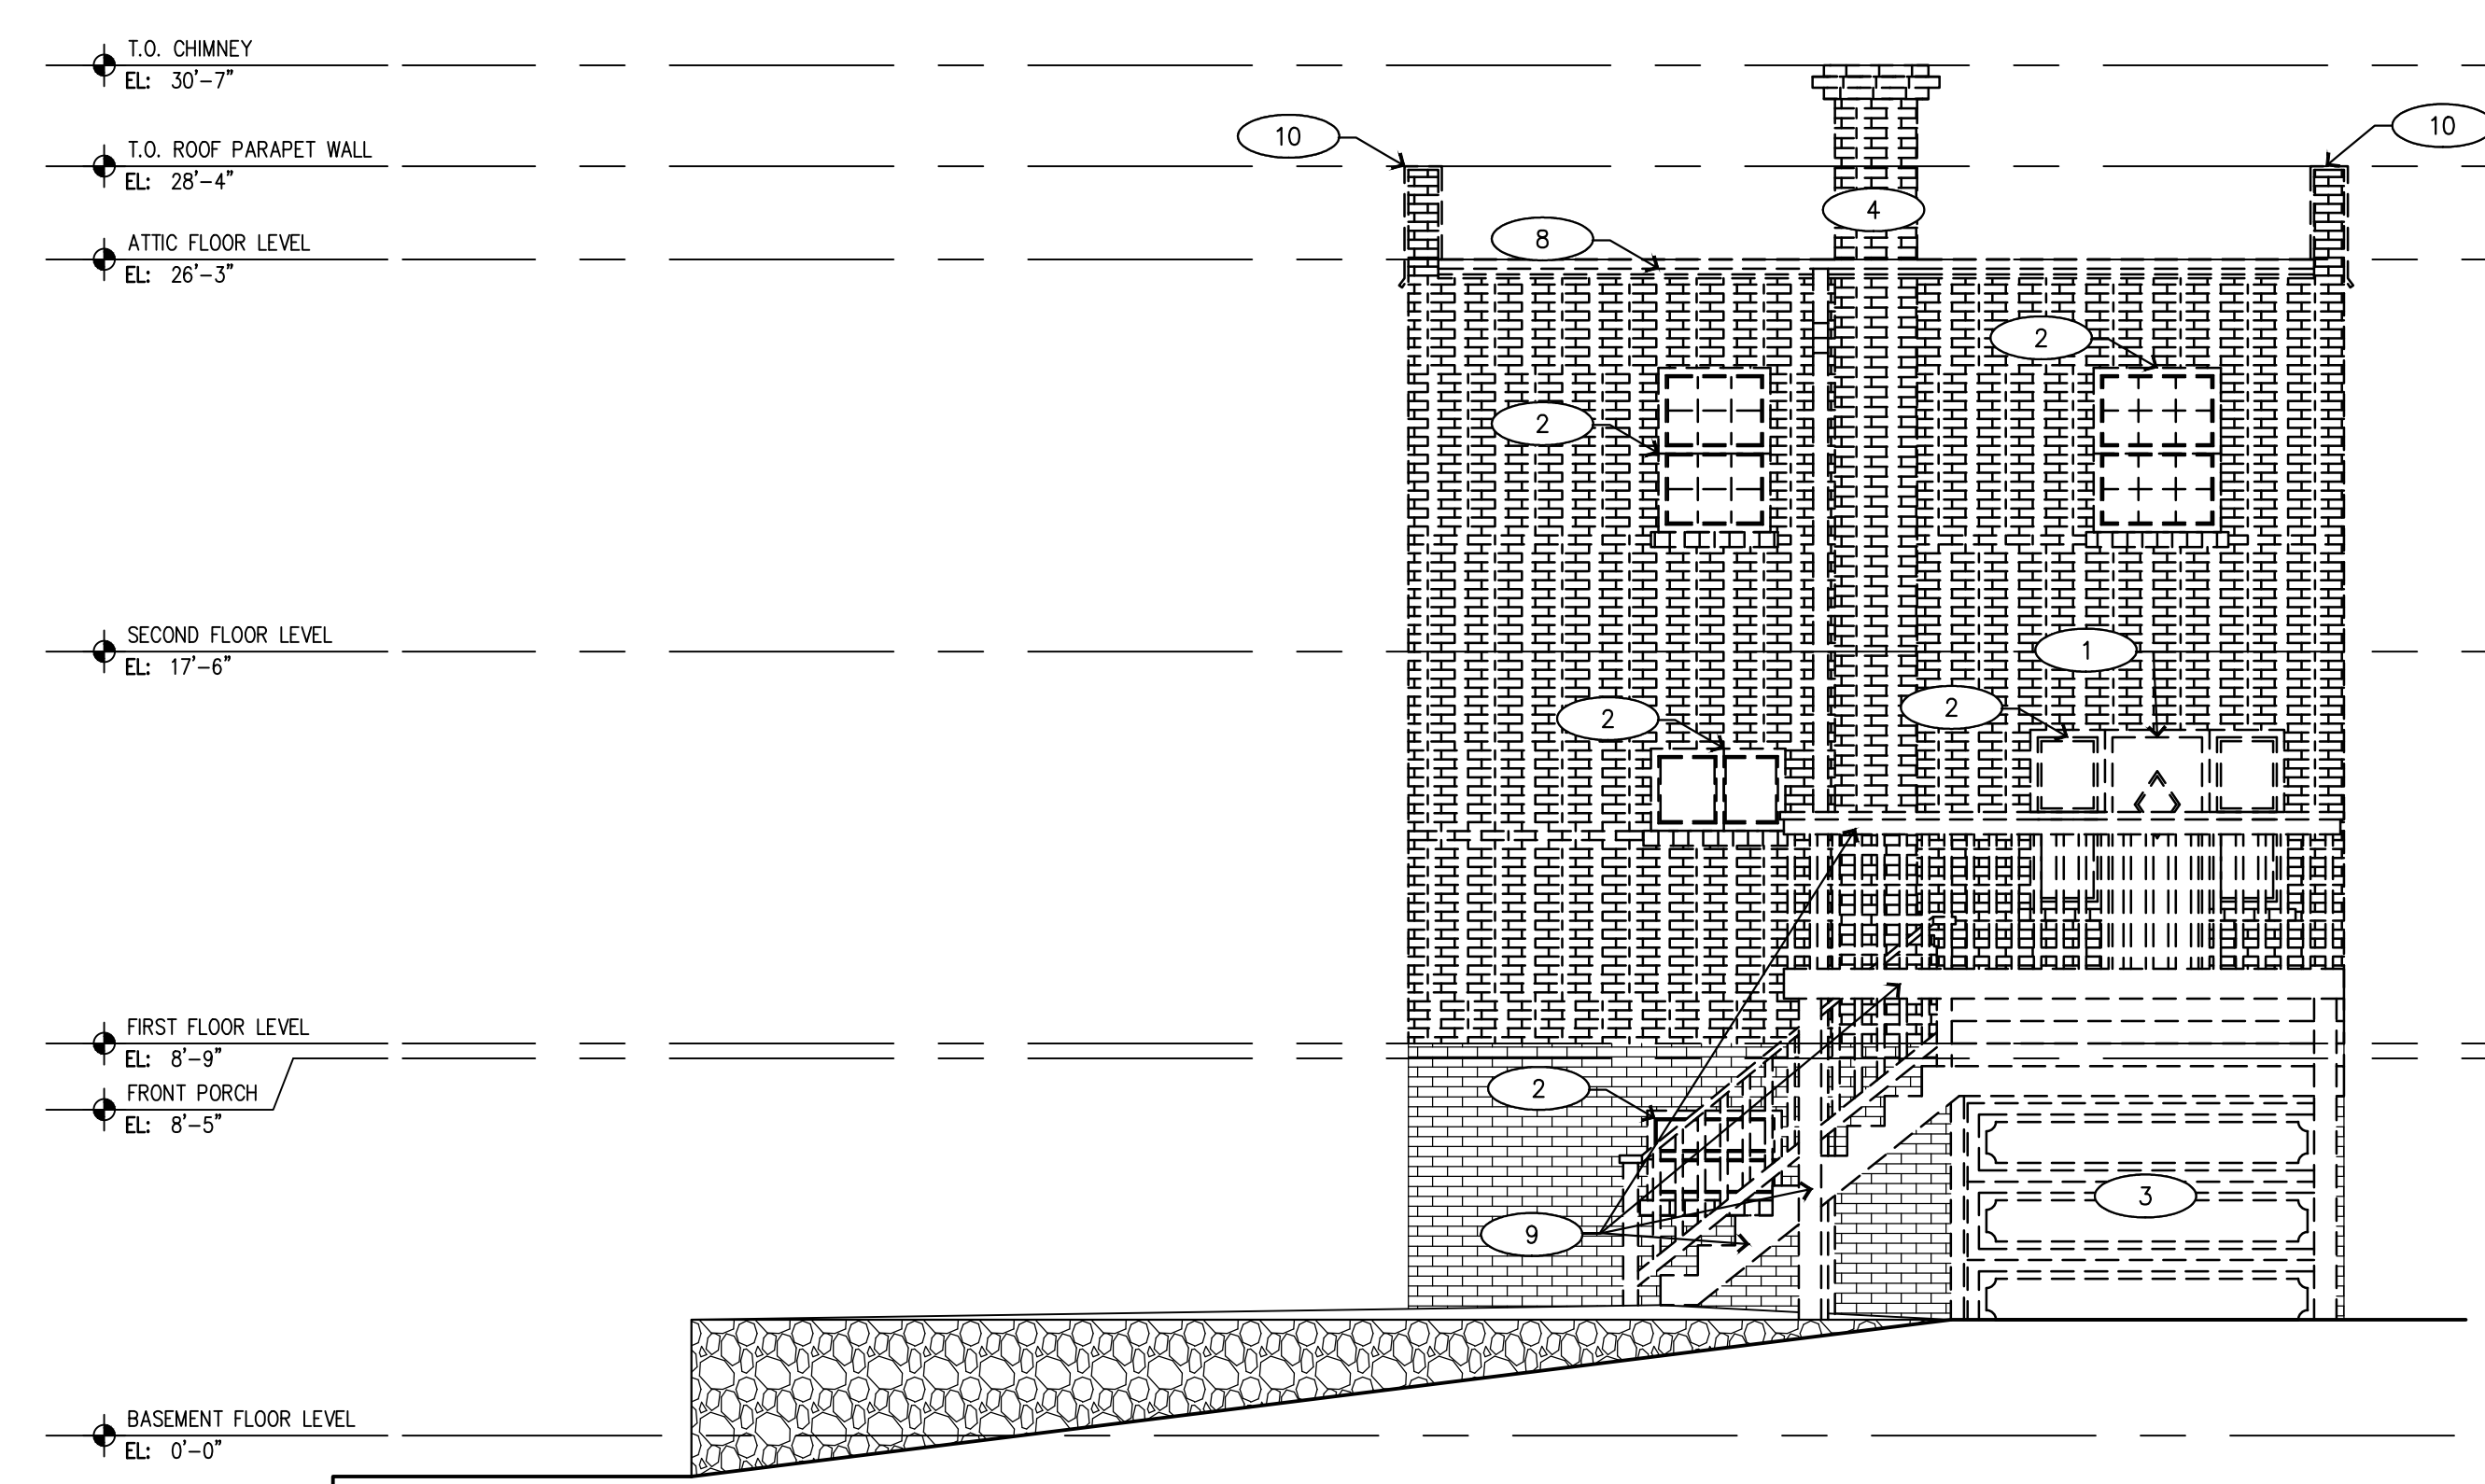 T.O. CHIMNEY
EL: 30'-7"
10
10
T.O. ROOF PARAPET WALL
EL: 28'-4"
4
8
ATTIC FLOOR LEVEL
EL: 26'-3"
2
2
SECOND FLOOR LEVEL
EL: 17'-6"
1
2
2
FIRST FLOOR LEVEL
EL: 8'-9"
FRONT PORCH
EL: 8'-5"
2
3
9
BASEMENT FLOOR LEVEL
EL: 0'-0"